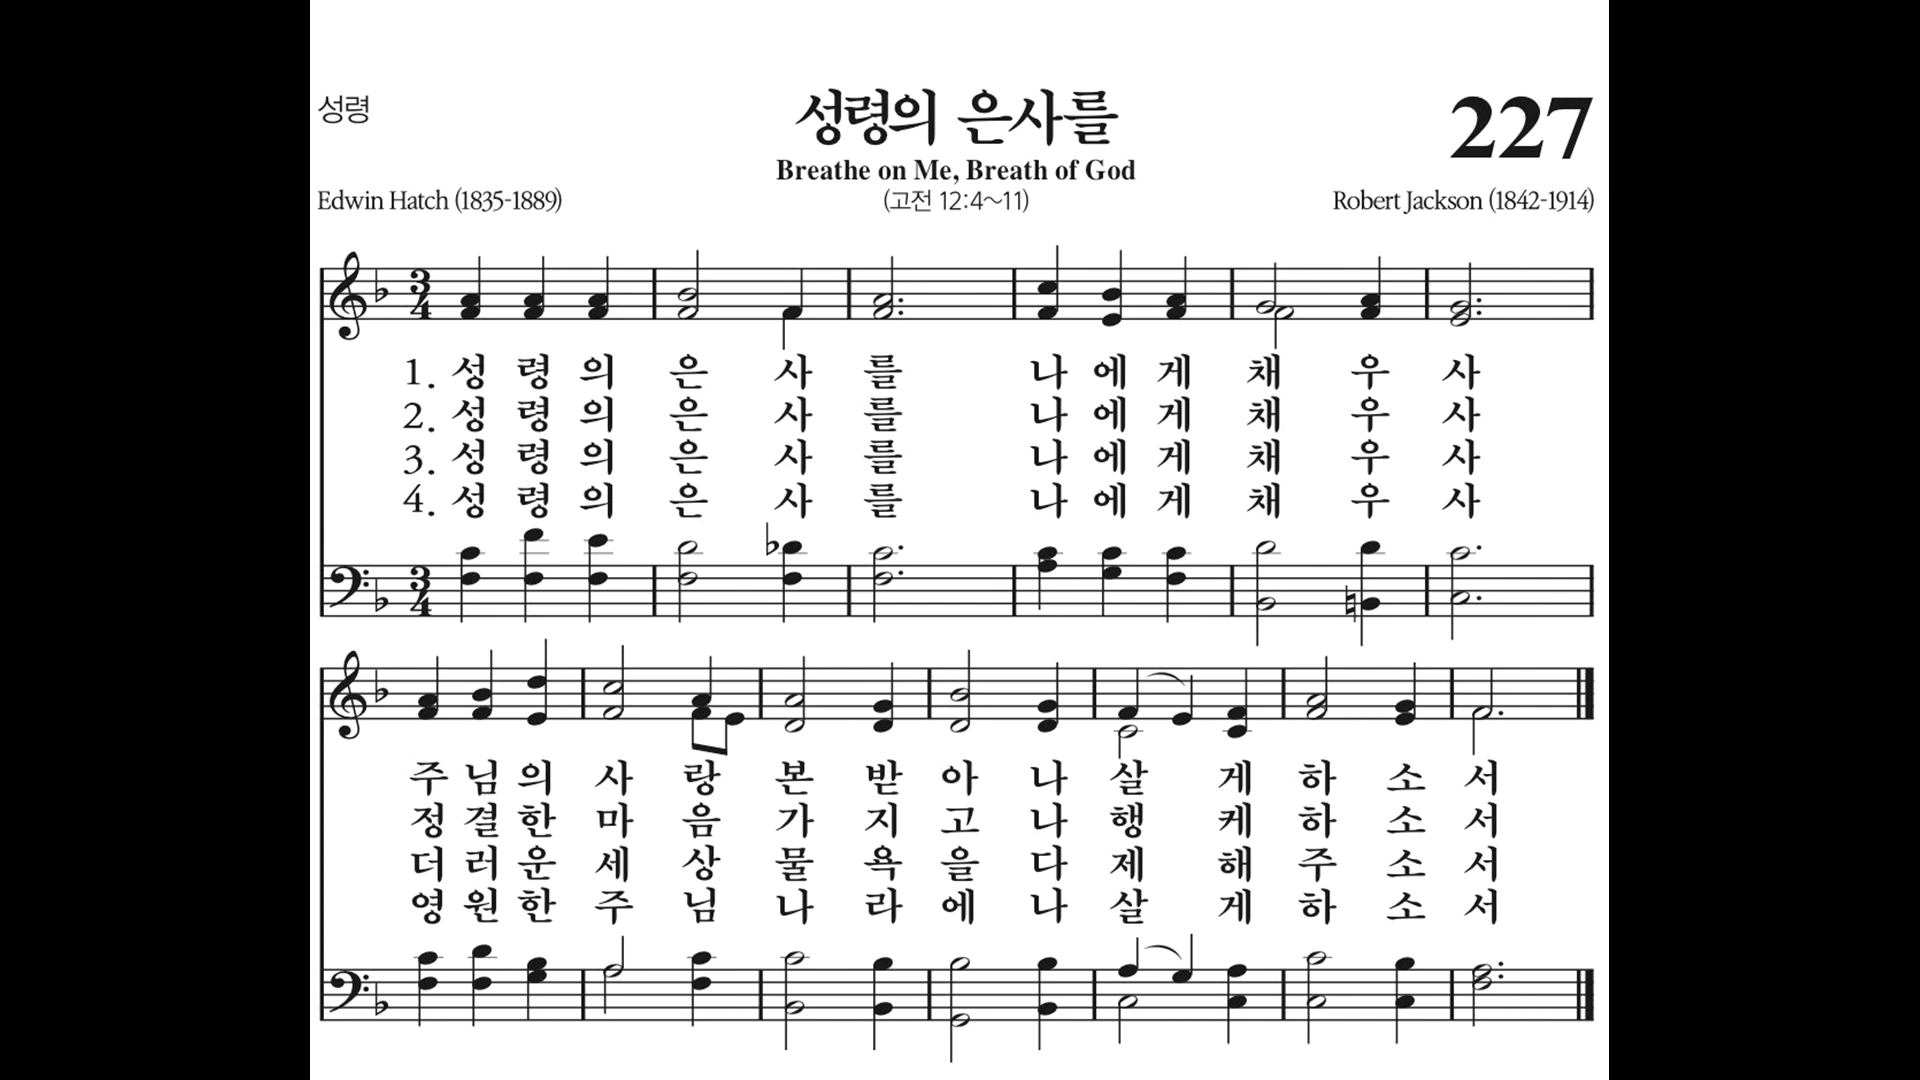 성령
성령의 은사를
227
Breathe on Me, Breath of God
Edwin Hatch (1835-1889)
(고전 12:4~11)
Robert Jackson (1842-1914)
3
4
1. 성 령 의 은 사 를 나 에 게 채 우 사
2. 성 령 의 은 사 를 나 에 게 채 우 사
3. 성 령 의 은 사 를 나 에 게 채 우 사
4. 성 령 의 은 사 를 나 에 게 채 우 사
3
4
주 님 의 사 랑 본 받 아 나 살 게 하 소 서
정 결 한 마 음 가 지 고 나 행 케 하 소 서
더 러 운 세 상 물 욕 을 다 제 해 주 소 서
영 원 한 주 님 나 라 에 나 살 게 하 소 서